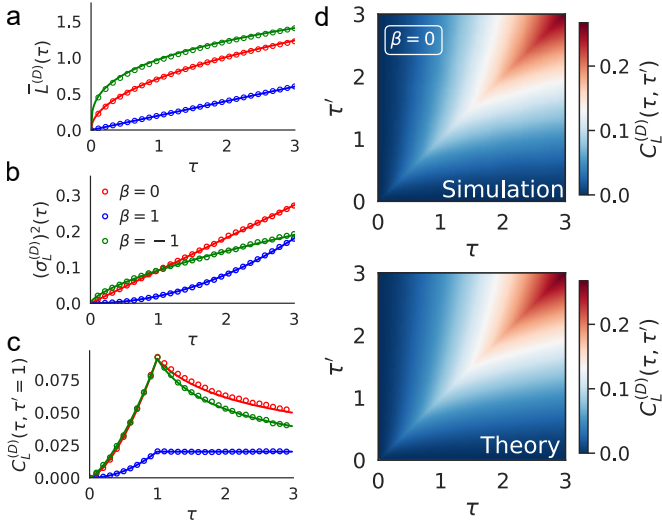 a
L̄^(D)(τ)
1.5
1.0
0.5
0.0
0 1 2 3
τ
b
(σ_L^(D))²(τ)
0.3
0.2
0.1
0.0
β = 0
β = 1
β = −1
0 1 2 3
τ
c
C_L^(D)(τ, τ′ = 1)
0.075
0.050
0.025
0.000
0 1 2 3
τ
d
τ′
3
2
1
0
β = 0
Simulation
0 1 2 3
τ
0.2
0.1
0.0
C_L^(D)(τ, τ′)
τ′
3
2
1
0
Theory
0 1 2 3
τ
0.2
0.1
0.0
C_L^(D)(τ, τ′)